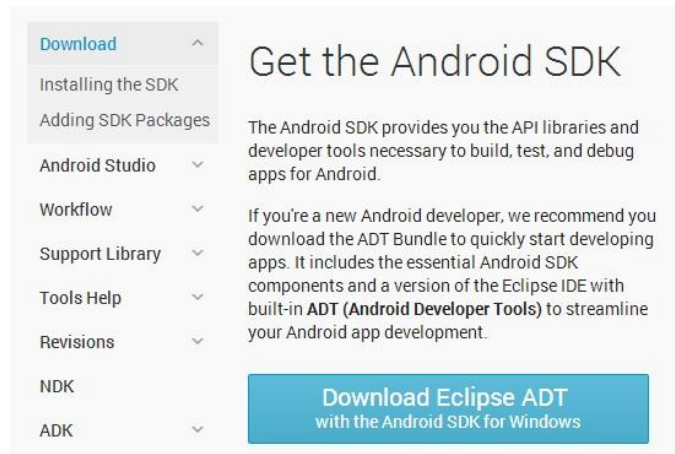 Download
Installing the SDK
Adding SDK Packages
Android Studio
Workflow
Support Library
Tools Help
Revisions
NDK
ADK
Get the Android SDK
The Android SDK provides you the API libraries and
developer tools necessary to build, test, and debug
apps for Android.
If you're a new Android developer, we recommend you
download the ADT Bundle to quickly start developing
apps. It includes the essential Android SDK
components and a version of the Eclipse IDE with
built-in ADT (Android Developer Tools) to streamline
your Android app development.
Download Eclipse ADT
with the Android SDK for Windows